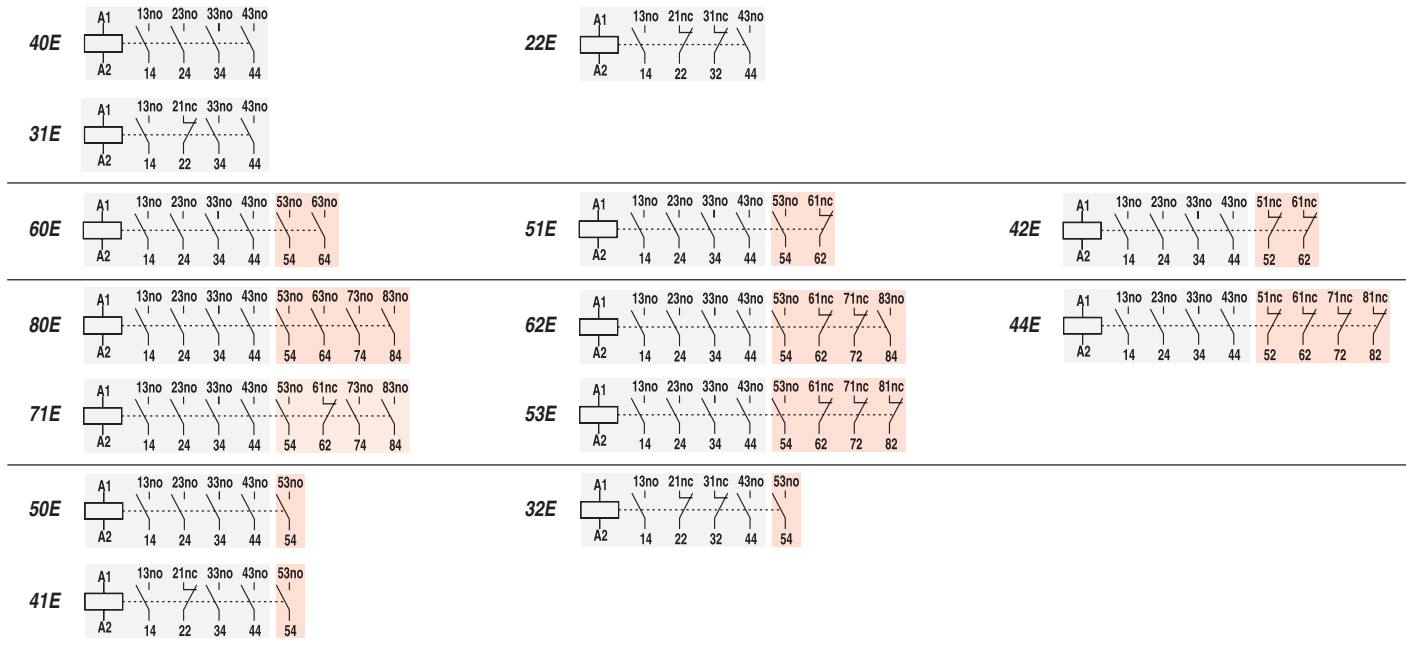 A1 13no 23no 33no 43no
40E
A2 14 24 34 44
A1 13no 21nc 31nc 43no
22E
A2 14 22 32 44
A1 13no 21nc 33no 43no
31E
A2 14 22 34 44
A1 13no 23no 33no 43no 53no 63no
60E
A2 14 24 34 44 54 64
A1 13no 23no 33no 43no 53no 61nc
51E
A2 14 24 34 44 54 62
A1 13no 23no 33no 43no 51nc 61nc
42E
A2 14 24 34 44 52 62
A1 13no 23no 33no 43no 53no 63no 73no 83no
80E
A2 14 24 34 44 54 64 74 84
A1 13no 23no 33no 43no 53no 61nc 71nc 83no
62E
A2 14 24 34 44 54 62 72 84
A1 13no 23no 33no 43no 51nc 61nc 71nc 81nc
44E
A2 14 24 34 44 52 62 72 82
A1 13no 23no 33no 43no 53no 61nc 73no 83no
71E
A2 14 24 34 44 54 62 74 84
A1 13no 23no 33no 43no 53no 61nc 71nc 81nc
53E
A2 14 24 34 44 54 62 72 82
A1 13no 23no 33no 43no 53no
50E
A2 14 24 34 44 54
A1 13no 21nc 31nc 43no 53no
32E
A2 14 22 32 44 54
A1 13no 21nc 33no 43no 53no
41E
A2 14 22 34 44 54